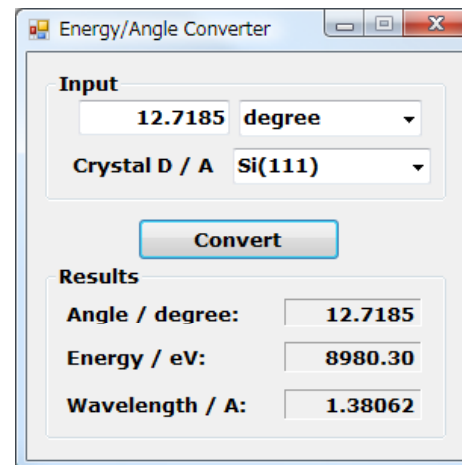 Energy/Angle Converter
Input
12.7185 degree
Crystal D / A Si(111)
Convert
Results
Angle / degree: 12.7185
Energy / eV: 8980.30
Wavelength / A: 1.38062